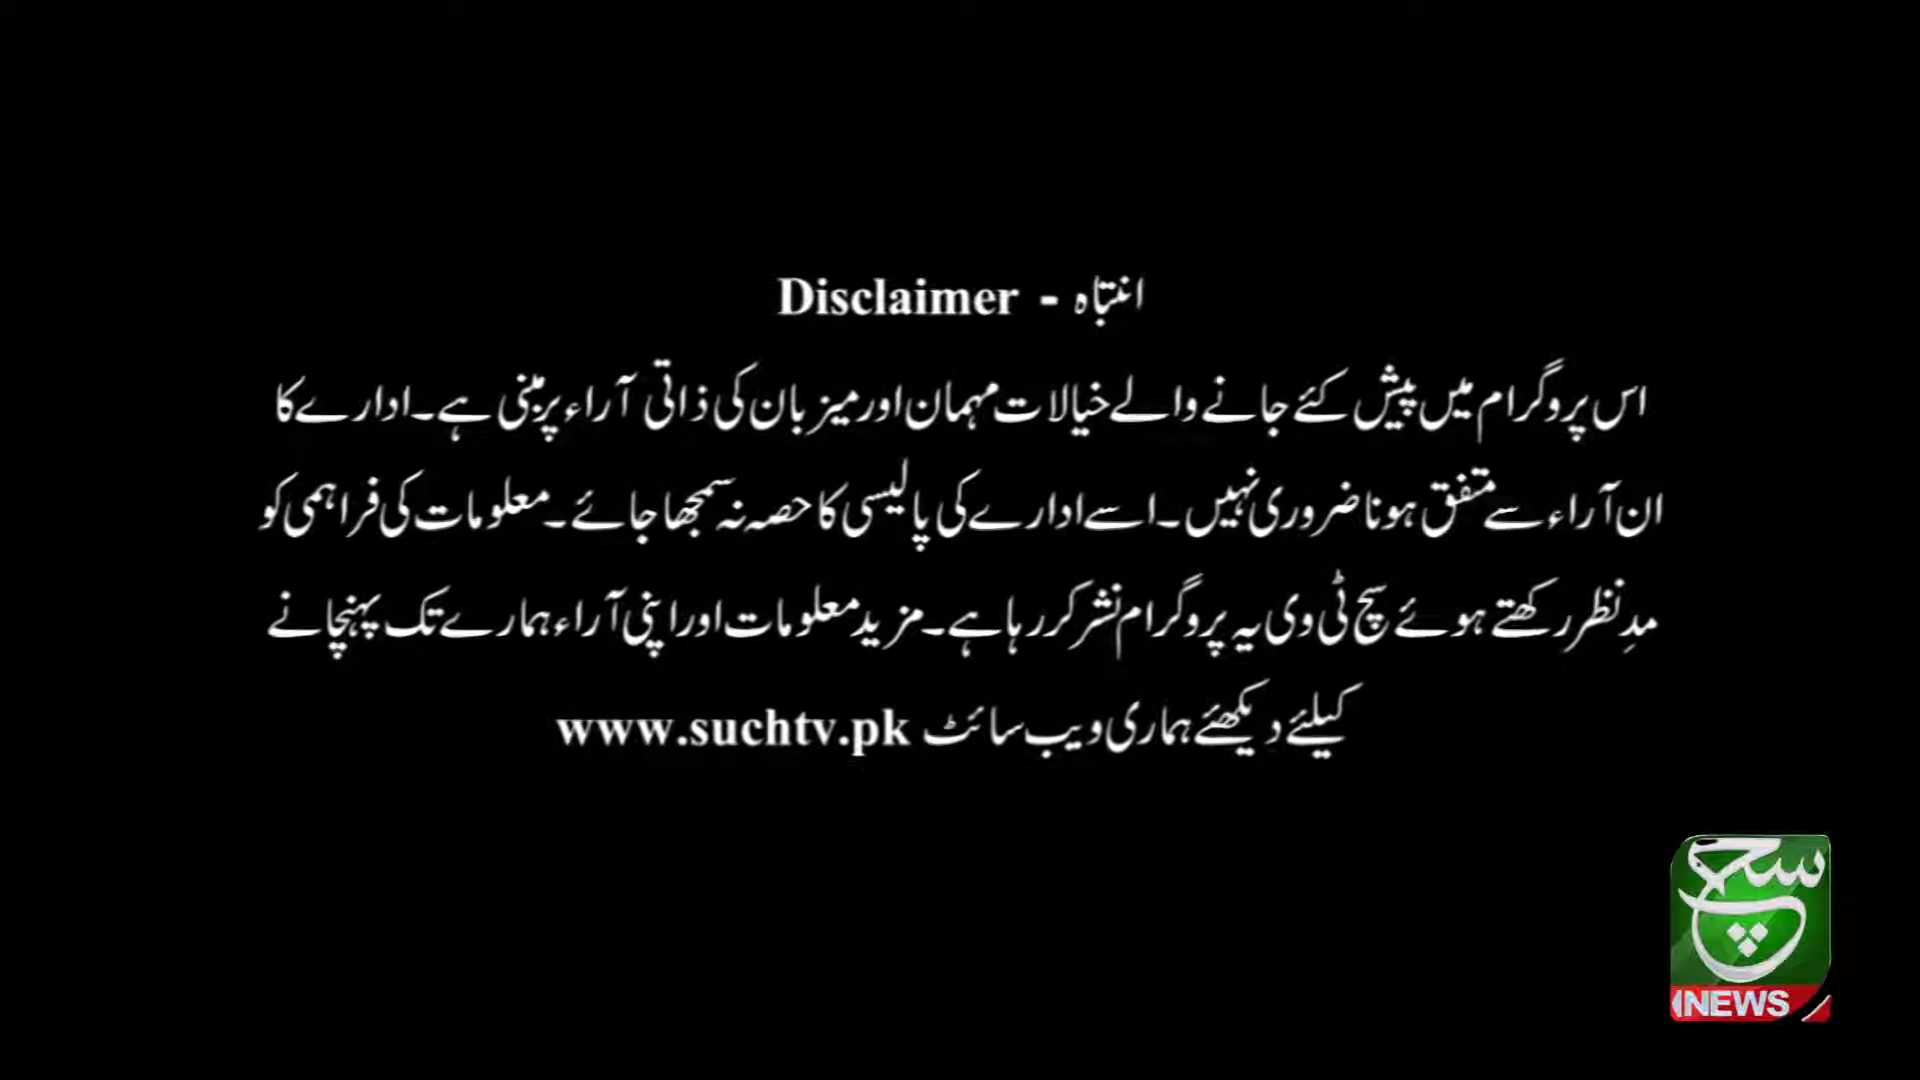 انتباہ - Disclaimer
اس پروگرام میں پیش کئے جانے والے خیالات مہمان اور میزبان کی ذاتی آراء پر مبنی ہے۔ ادارے کا
ان آراء سے متفق ہونا ضروری نہیں۔ اسے ادارے کی پالیسی کا حصہ نہ سمجھا جائے۔ معلومات کی فراہمی کو
مدِنظر رکھتے ہوئے سچ ٹی وی یہ پروگرام نشر کر رہا ہے۔ مزید معلومات اور اپنی آراء ہمارے تک پہنچانے
کیلئے دیکھئے ہماری ویب سائٹ www.suchtv.pk
سچ
NEWS